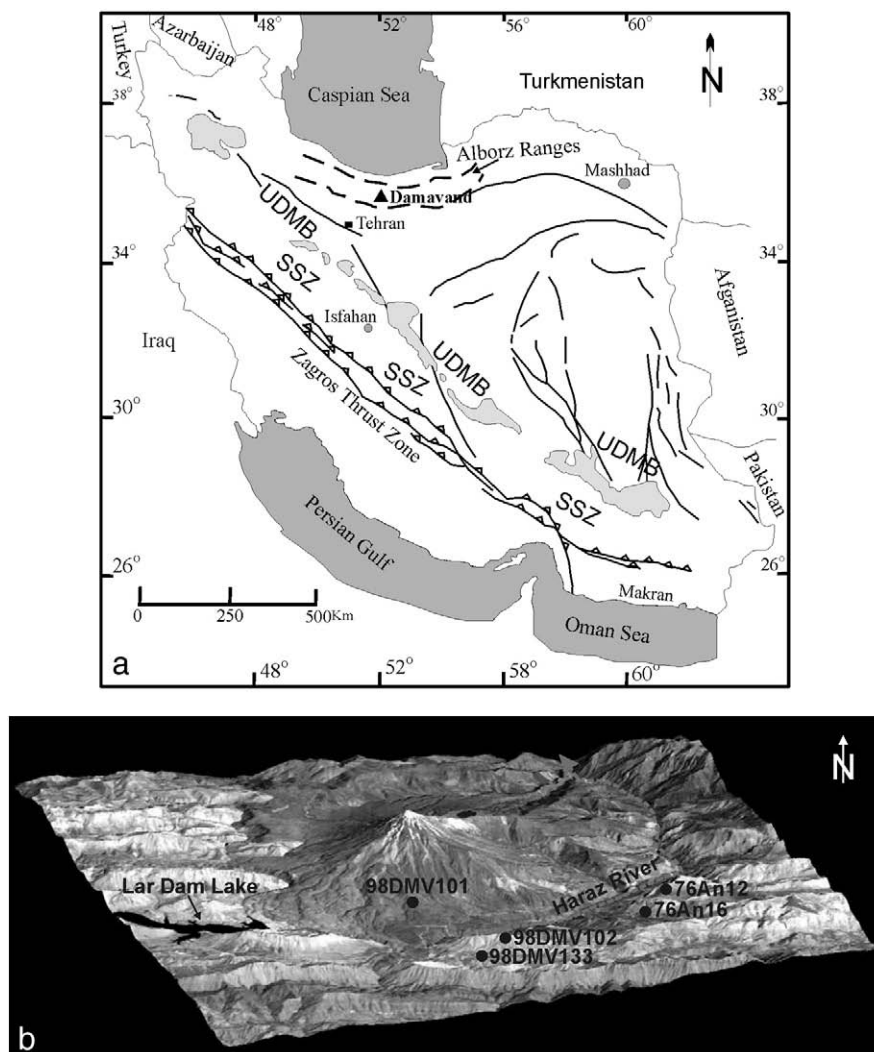 52°
56°
60°
Azarbaijan
Turkey
N
Turkmenistan
Caspian Sea
38°
38°
Alborz Ranges
Mashhad
Damavand
UDMB
Tehran
34°
34°
SSZ
Afganistan
Isfahan
Iraq
UDMB
SSZ
Zagros Thrust Zone
30°
30°
UDMB
Pakistan
SSZ
Persian Gulf
26°
26°
Makran
0
250
500Km
Oman Sea
a
48°
52°
58°
60°
N
98DMV101
Haraz River
Lar Dam Lake
76An12
76An16
98DMV102
98DMV133
b